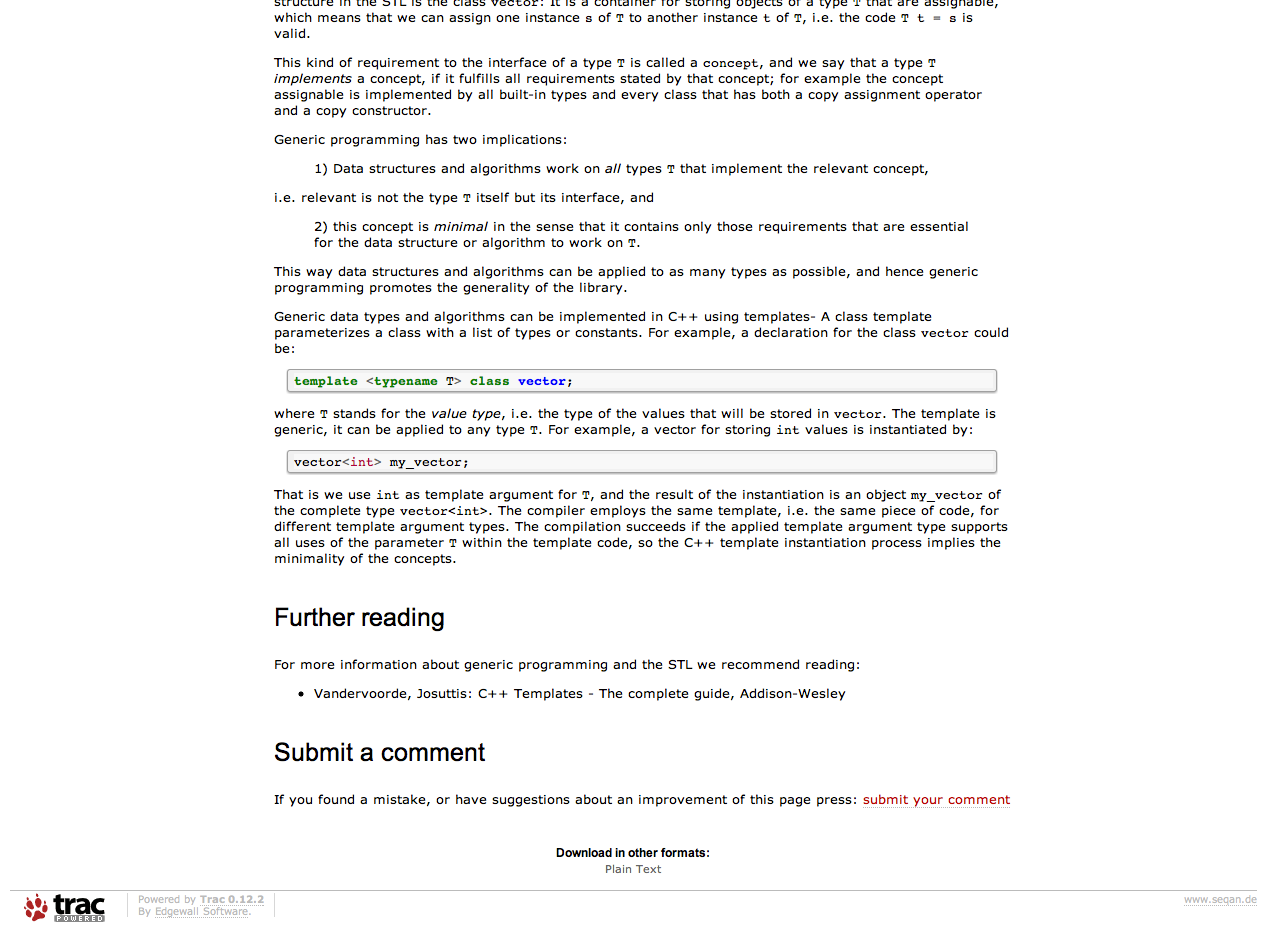 structure in the STL is the class vector: It is a container for storing objects of a type T that are assignable,
which means that we can assign one instance s of T to another instance t of T, i.e. the code T t = s is
valid.
This kind of requirement to the interface of a type T is called a concept, and we say that a type T
implements a concept, if it fulfills all requirements stated by that concept; for example the concept
assignable is implemented by all built-in types and every class that has both a copy assignment operator
and a copy constructor.
Generic programming has two implications:
1) Data structures and algorithms work on all types T that implement the relevant concept,
i.e. relevant is not the type T itself but its interface, and
2) this concept is minimal in the sense that it contains only those requirements that are essential
for the data structure or algorithm to work on T.
This way data structures and algorithms can be applied to as many types as possible, and hence generic
programming promotes the generality of the library.
Generic data types and algorithms can be implemented in C++ using templates- A class template
parameterizes a class with a list of types or constants. For example, a declaration for the class vector could
be:
template <typename T> class vector;
where T stands for the value type, i.e. the type of the values that will be stored in vector. The template is
generic, it can be applied to any type T. For example, a vector for storing int values is instantiated by:
vector<int> my_vector;
That is we use int as template argument for T, and the result of the instantiation is an object my_vector of
the complete type vector<int>. The compiler employs the same template, i.e. the same piece of code, for
different template argument types. The compilation succeeds if the applied template argument type supports
all uses of the parameter T within the template code, so the C++ template instantiation process implies the
minimality of the concepts.
Further reading
For more information about generic programming and the STL we recommend reading:
• Vandervoorde, Josuttis: C++ Templates - The complete guide, Addison-Wesley
Submit a comment
If you found a mistake, or have suggestions about an improvement of this page press: submit your comment
Download in other formats:
Plain Text
trac
POWERED
Powered by Trac 0.12.2
By Edgewall Software.
www.seqan.de